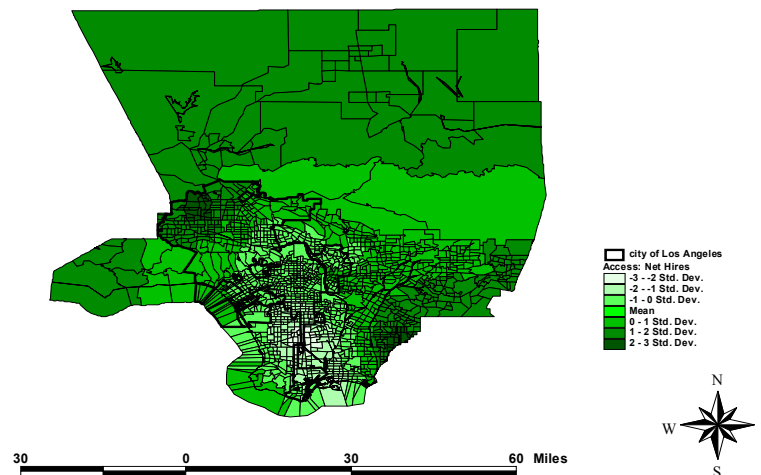 city of Los Angeles
Access: Net Hires
-3 - -2 Std. Dev.
-2 - -1 Std. Dev.
-1 - 0 Std. Dev.
Mean
0 - 1 Std. Dev.
1 - 2 Std. Dev.
2 - 3 Std. Dev.
N
W E
S
30 0 30 60 Miles